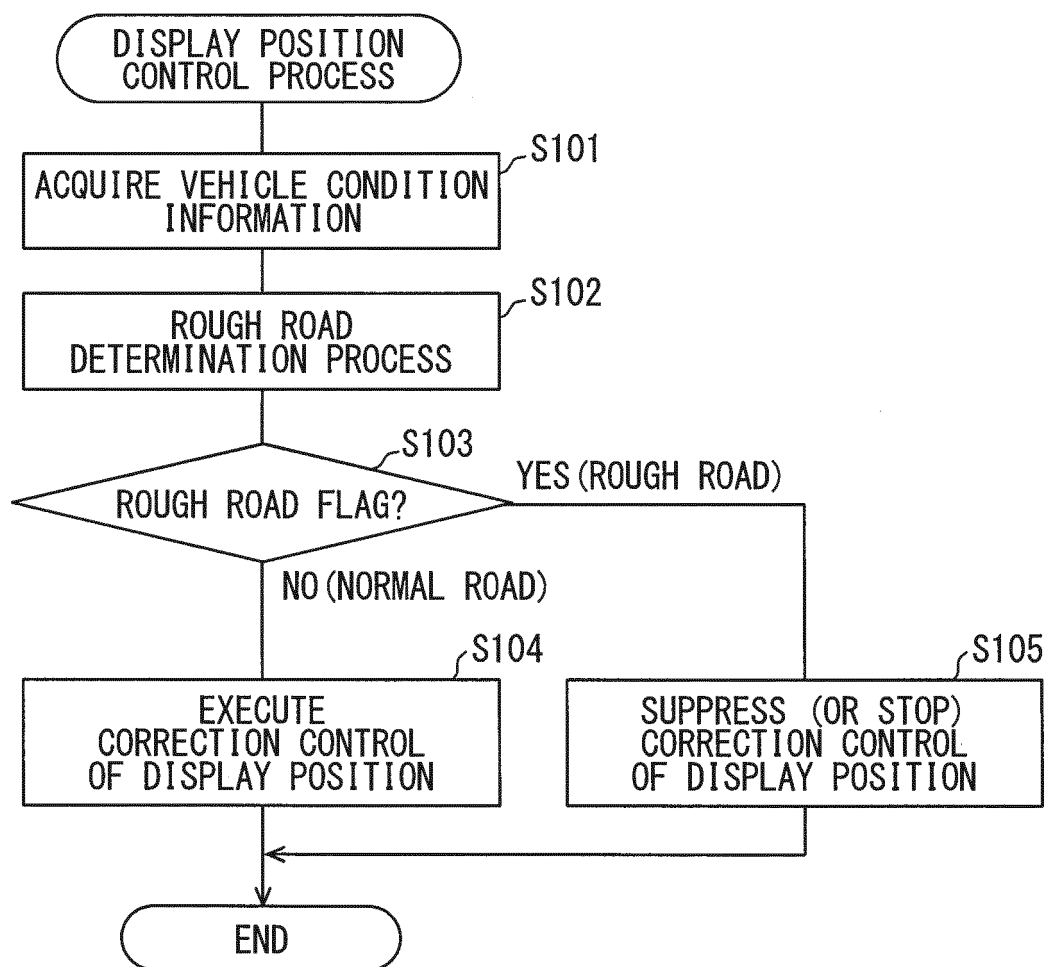 DISPLAY POSITION
CONTROL PROCESS
S101
ACQUIRE VEHICLE CONDITION
INFORMATION
S102
ROUGH ROAD
DETERMINATION PROCESS
S103
ROUGH ROAD FLAG?
YES (ROUGH ROAD)
NO (NORMAL ROAD)
S104
EXECUTE
CORRECTION CONTROL
OF DISPLAY POSITION
S105
SUPPRESS (OR STOP)
CORRECTION CONTROL
OF DISPLAY POSITION
END